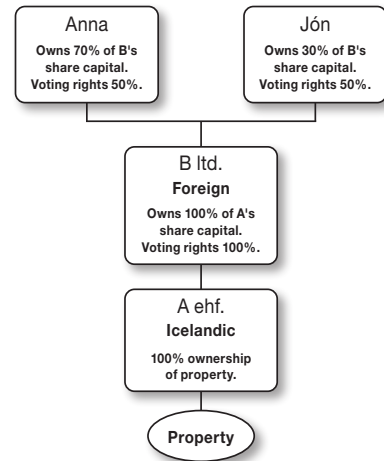 Anna
Owns 70% of B's
share capital.
Voting rights 50%.
Jón
Owns 30% of B's
share capital.
Voting rights 50%.
B ltd.
Foreign
Owns 100% of A's
share capital.
Voting rights 100%.
A ehf.
Icelandic
100% ownership
of property.
Property